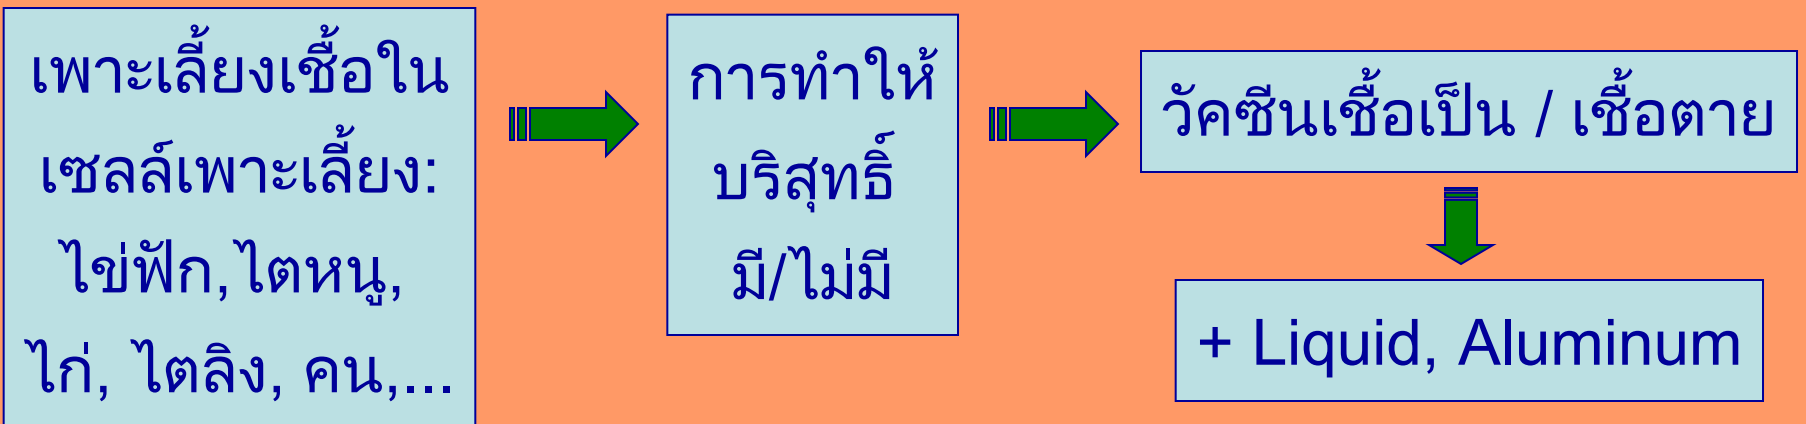 เพาะเลี้ยงเชื้อใน
เซลล์เพาะเลี้ยง:
ไข่ฟัก,ไตหนู,
ไก่, ไตลิง, คน,...
การทำให้
บริสุทธิ์
มี/ไม่มี
วัคซีนเชื้อเป็น / เชื้อตาย
+ Liquid, Aluminum